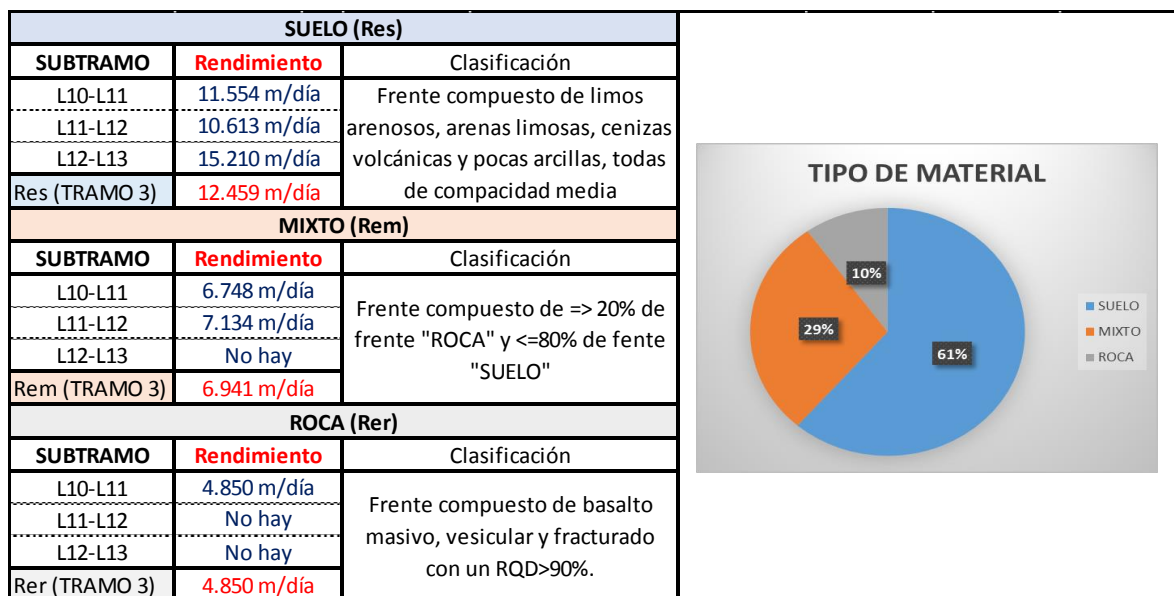 SUELO (Res)
SUBTRAMO Rendimiento Clasificación
L10-L11 11.554 m/día
L11-L12 10.613 m/día
L12-L13 15.210 m/día
Res (TRAMO 3) 12.459 m/día
Frente compuesto de limos
arenosos, arenas limosas, cenizas
volcánicas y pocas arcillas, todas
de compacidad media
MIXTO (Rem)
SUBTRAMO Rendimiento Clasificación
L10-L11 6.748 m/día
L11-L12 7.134 m/día
L12-L13 No hay
Rem (TRAMO 3) 6.941 m/día
Frente compuesto de => 20% de
frente "ROCA" y <=80% de fente
"SUELO"
ROCA (Rer)
SUBTRAMO Rendimiento Clasificación
L10-L11 4.850 m/día
L11-L12 No hay
L12-L13 No hay
Rer (TRAMO 3) 4.850 m/día
Frente compuesto de basalto
masivo, vesicular y fracturado
con un RQD>90%.
TIPO DE MATERIAL
10%
29%
61%
SUELO
MIXTO
ROCA